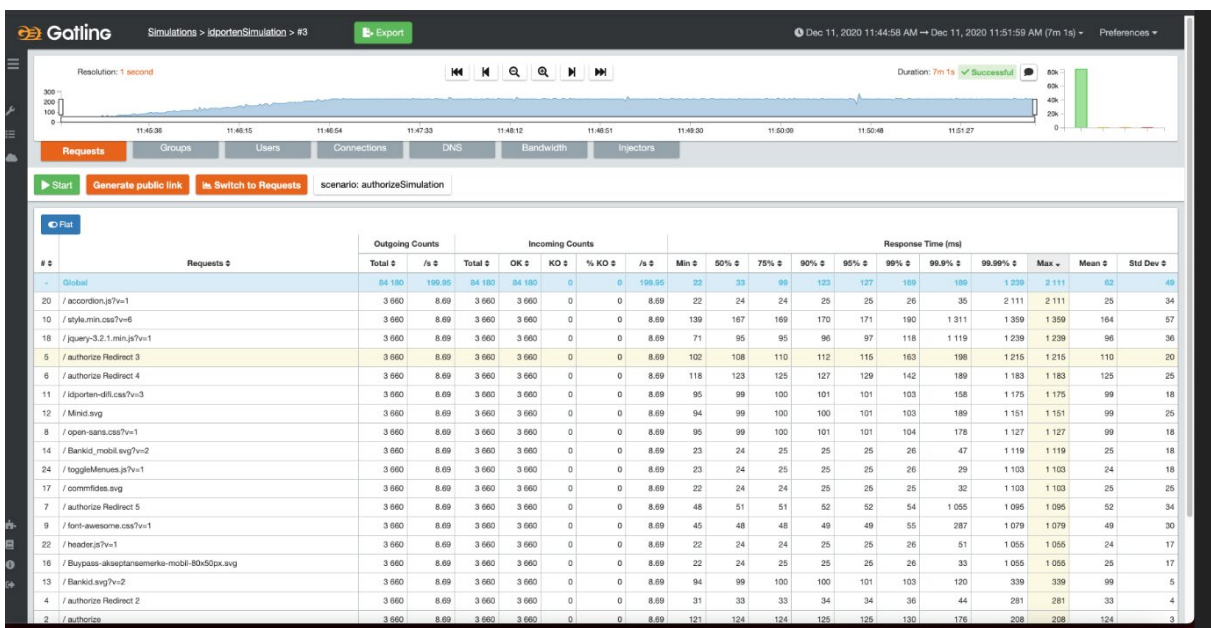 Gatling Simulations > idportenSimulation > #3 Export Dec 11, 2020 11:44:58 AM → Dec 11, 2020 11:51:59 AM (7m 1s) Preferences
Resolution: 1 second Duration: 7m 1s Successful 80k
60k
300 40k
200 20k
100 0
0
11:45:36 11:46:15 11:46:54 11:47:33 11:48:12 11:48:51 11:49:30 11:50:09 11:50:48 11:51:27
Requests Groups Users Connections DNS Bandwidth Injectors
Start Generate public link Switch to Requests scenario: authorizeSimulation
Flat
Outgoing Counts Incoming Counts Response Time (ms)
# Requests Total /s Total OK KO % KO /s Min 50% 75% 90% 95% 99% 99.9% 99.99% Max Mean Std Dev
- Global 84 180 199.95 84 180 84 180 0 0 199.95 22 33 99 123 127 169 189 1 239 2 111 62 49
20 / accordion.js?v=1 3 660 8.69 3 660 3 660 0 0 8.69 22 24 24 25 25 26 35 2 111 2 111 25 34
10 / style.min.css?v=6 3 660 8.69 3 660 3 660 0 0 8.69 139 167 169 170 171 190 1 311 1 359 1 359 164 57
18 / jquery-3.2.1.min.js?v=1 3 660 8.69 3 660 3 660 0 0 8.69 71 95 95 96 97 118 1 119 1 239 1 239 96 36
5 / authorize Redirect 3 3 660 8.69 3 660 3 660 0 0 8.69 102 108 110 112 115 163 198 1 215 1 215 110 20
6 / authorize Redirect 4 3 660 8.69 3 660 3 660 0 0 8.69 118 123 125 127 129 142 189 1 183 1 183 125 25
11 / idporten-difi.css?v=3 3 660 8.69 3 660 3 660 0 0 8.69 95 99 100 101 101 103 158 1 175 1 175 99 18
12 / Minid.svg 3 660 8.69 3 660 3 660 0 0 8.69 94 99 100 100 101 103 189 1 151 1 151 99 25
8 / open-sans.css?v=1 3 660 8.69 3 660 3 660 0 0 8.69 95 99 100 101 101 104 178 1 127 1 127 99 18
14 / Bankid_mobil.svg?v=2 3 660 8.69 3 660 3 660 0 0 8.69 23 24 25 25 25 26 47 1 119 1 119 25 18
24 / toggleMenues.js?v=1 3 660 8.69 3 660 3 660 0 0 8.69 23 24 25 25 25 26 29 1 103 1 103 24 18
17 / commfides.svg 3 660 8.69 3 660 3 660 0 0 8.69 22 24 24 25 25 25 32 1 103 1 103 25 25
7 / authorize Redirect 5 3 660 8.69 3 660 3 660 0 0 8.69 48 51 51 52 52 54 1 055 1 095 1 095 52 34
9 / font-awesome.css?v=1 3 660 8.69 3 660 3 660 0 0 8.69 45 48 48 49 49 55 287 1 079 1 079 49 30
22 / header.js?v=1 3 660 8.69 3 660 3 660 0 0 8.69 22 24 24 25 25 26 51 1 055 1 055 24 17
16 / Buypass-akseptansemerke-mobil-80x50px.svg 3 660 8.69 3 660 3 660 0 0 8.69 22 24 25 25 25 26 33 1 055 1 055 25 17
13 / Bankid.svg?v=2 3 660 8.69 3 660 3 660 0 0 8.69 94 99 100 100 101 103 120 339 339 99 5
4 / authorize Redirect 2 3 660 8.69 3 660 3 660 0 0 8.69 31 33 33 34 34 36 44 281 281 33 4
2 / authorize 3 660 8.69 3 660 3 660 0 0 8.69 121 124 124 125 125 130 176 208 208 124 3